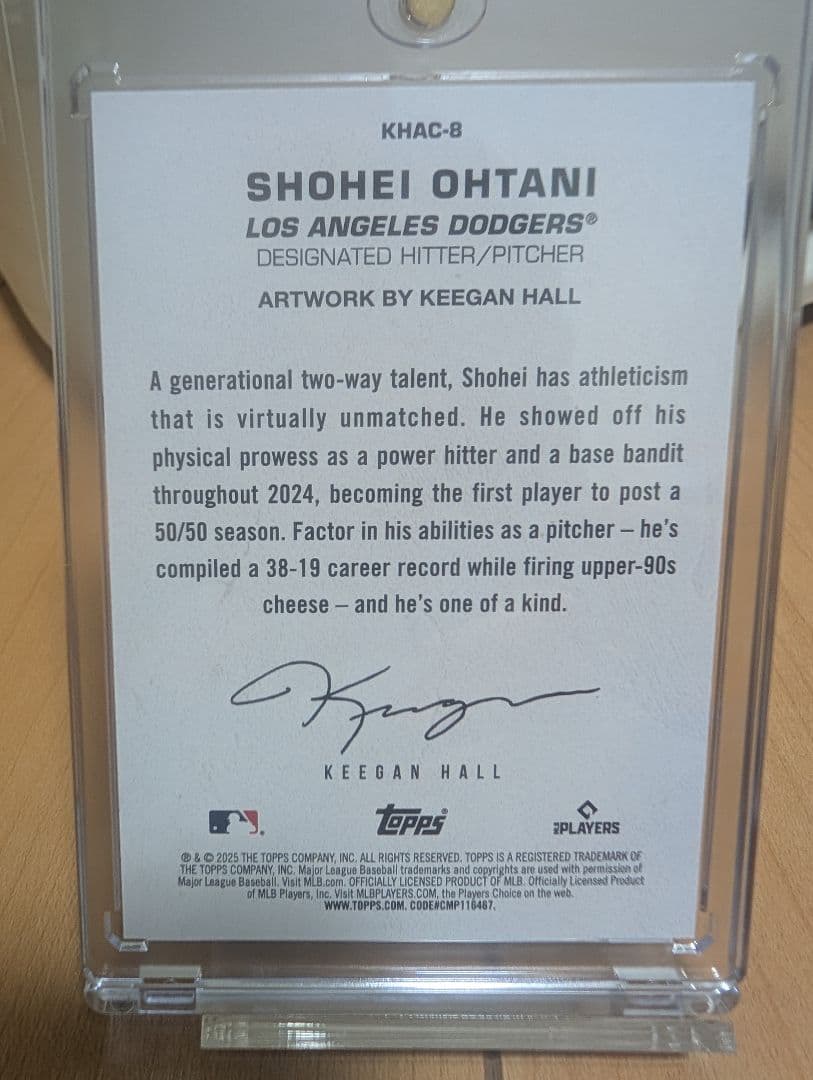 KHAC-8
SHOHEI OHTANI
LOS ANGELES DODGERS®
DESIGNATED HITTER/PITCHER
ARTWORK BY KEEGAN HALL
A generational two-way talent, Shohei has athleticism
that is virtually unmatched. He showed off his
physical prowess as a power hitter and a base bandit
throughout 2024, becoming the first player to post a
50/50 season. Factor in his abilities as a pitcher – he's
compiled a 38-19 career record while firing upper-90s
cheese – and he's one of a kind.
KEEGAN HALL
topps®
MLB PLAYERS
® & © 2025 THE TOPPS COMPANY, INC. ALL RIGHTS RESERVED. TOPPS IS A REGISTERED TRADEMARK OF
THE TOPPS COMPANY, INC. Major League Baseball trademarks and copyrights are used with permission of
Major League Baseball. Visit MLB.com. OFFICIALLY LICENSED PRODUCT OF MLB. Officially Licensed Product
of MLB Players, Inc. Visit MLBPLAYERS.COM, the Players Choice on the web.
WWW.TOPPS.COM. CODE#CMP116487.